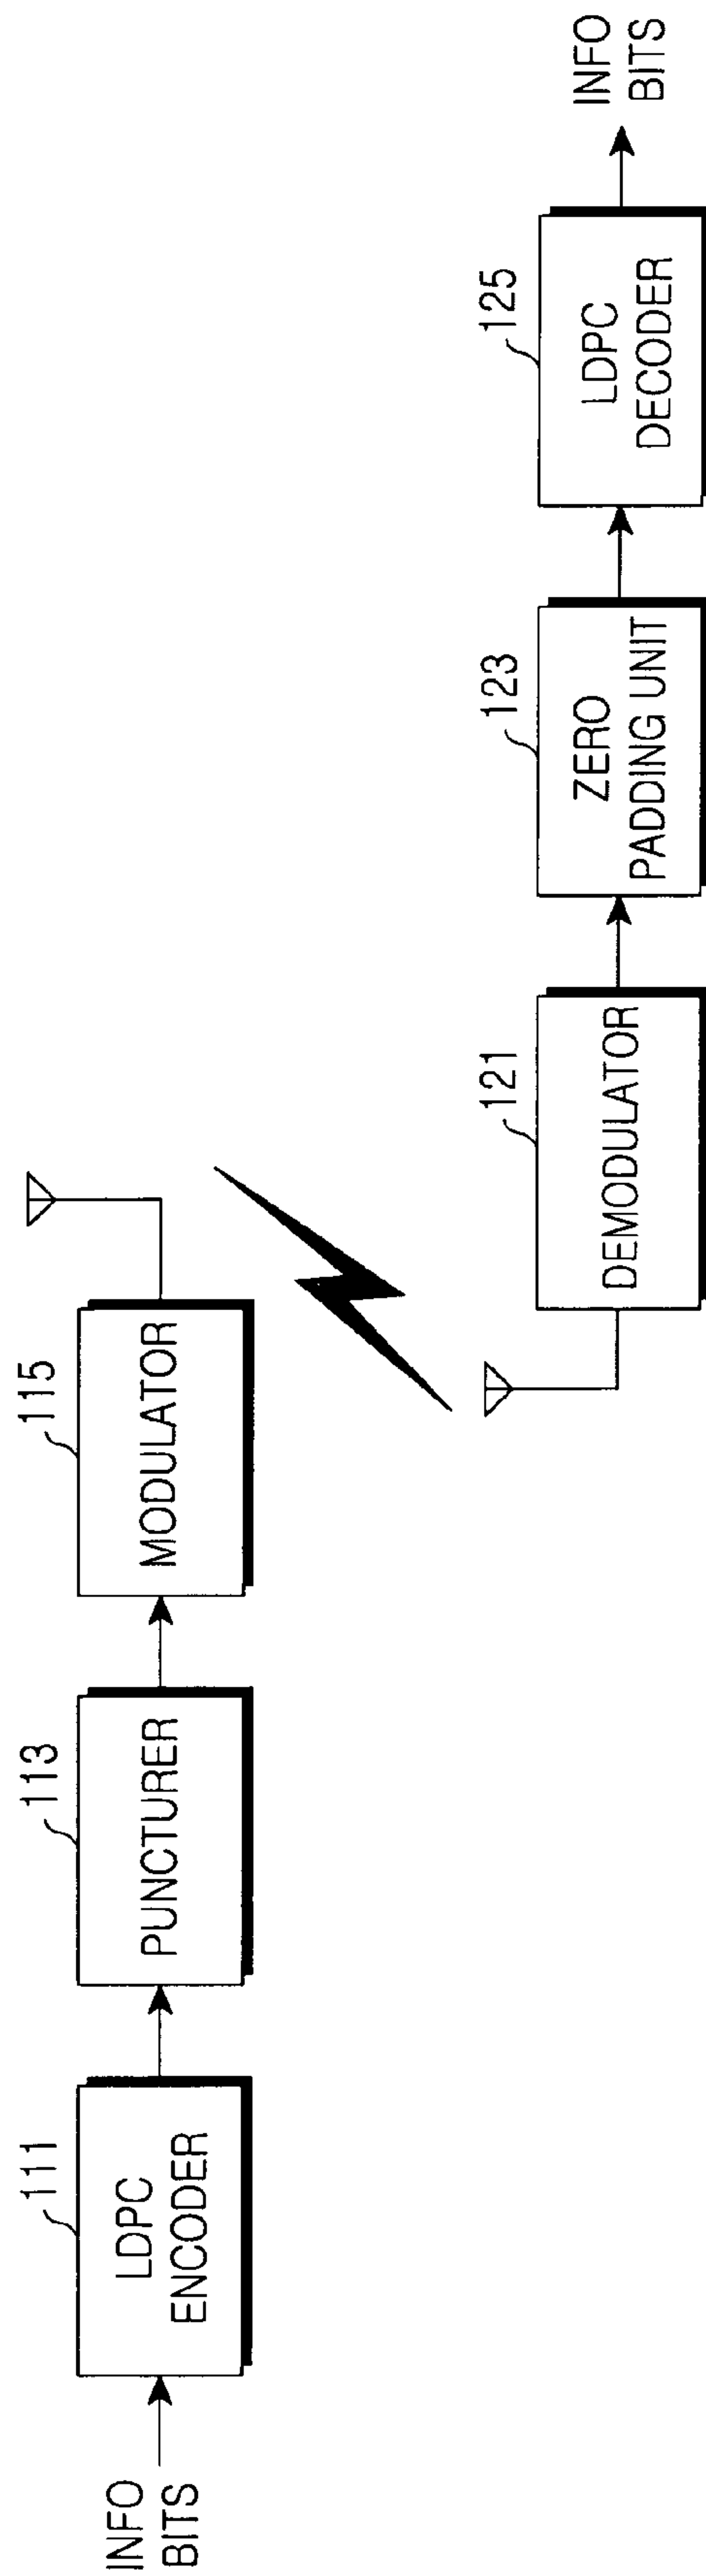 INFO
BITS
111
LDPC
ENCODER
113
PUNCTURER
115
MODULATOR
121
DEMODULATOR
123
ZERO
PADDING UNIT
125
LDPC
DECODER
INFO
BITS